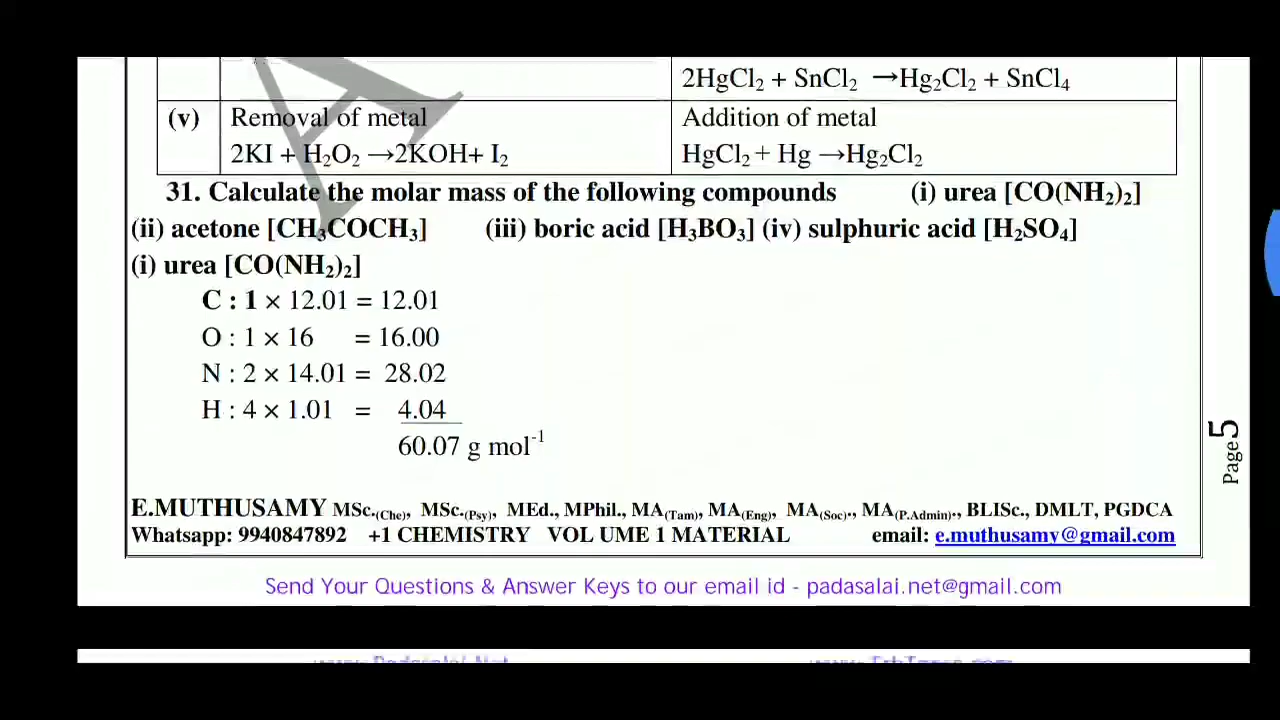 2HgCl₂ + SnCl₂ →Hg₂Cl₂ + SnCl₄
(v) Removal of metal Addition of metal
2KI + H₂O₂ →2KOH+ I₂ HgCl₂ + Hg →Hg₂Cl₂
31. Calculate the molar mass of the following compounds (i) urea [CO(NH₂)₂]
(ii) acetone [CH₃COCH₃] (iii) boric acid [H₃BO₃] (iv) sulphuric acid [H₂SO₄]
(i) urea [CO(NH₂)₂]
C : 1 × 12.01 = 12.01
O : 1 × 16 = 16.00
N : 2 × 14.01 = 28.02
H : 4 × 1.01 = 4.04
60.07 g mol⁻¹
Page5
E.MUTHUSAMY MSc.(Che), MSc.(Psy), MEd., MPhil., MA(Tam), MA(Eng), MA(Soc)., MA(P.Admin)., BLISc., DMLT, PGDCA
Whatsapp: 9940847892 +1 CHEMISTRY VOL UME 1 MATERIAL email: e.muthusamy@gmail.com
Send Your Questions & Answer Keys to our email id - padasalai.net@gmail.com